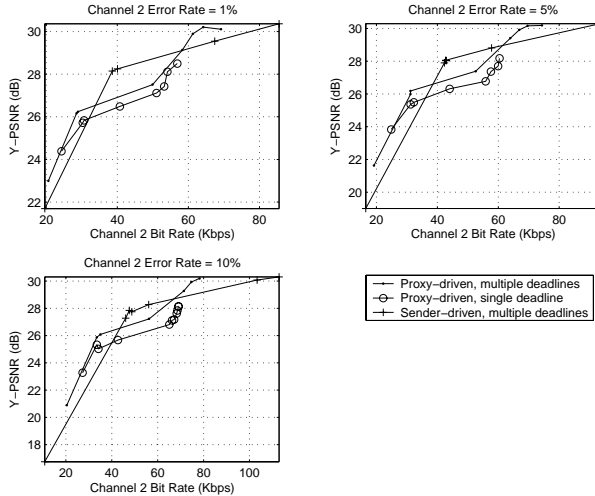 Channel 2 Error Rate = 1%
Y−PSNR (dB)
30
28
26
24
22
20
40
60
80
Channel 2 Bit Rate (Kbps)
Channel 2 Error Rate = 5%
Y−PSNR (dB)
30
28
26
24
22
20
19
20
40
60
80
Channel 2 Bit Rate (Kbps)
Channel 2 Error Rate = 10%
Y−PSNR (dB)
30
28
26
24
22
20
18
20
40
60
80
100
Channel 2 Bit Rate (Kbps)
Proxy-driven, multiple deadlines
Proxy-driven, single deadline
Sender-driven, multiple deadlines